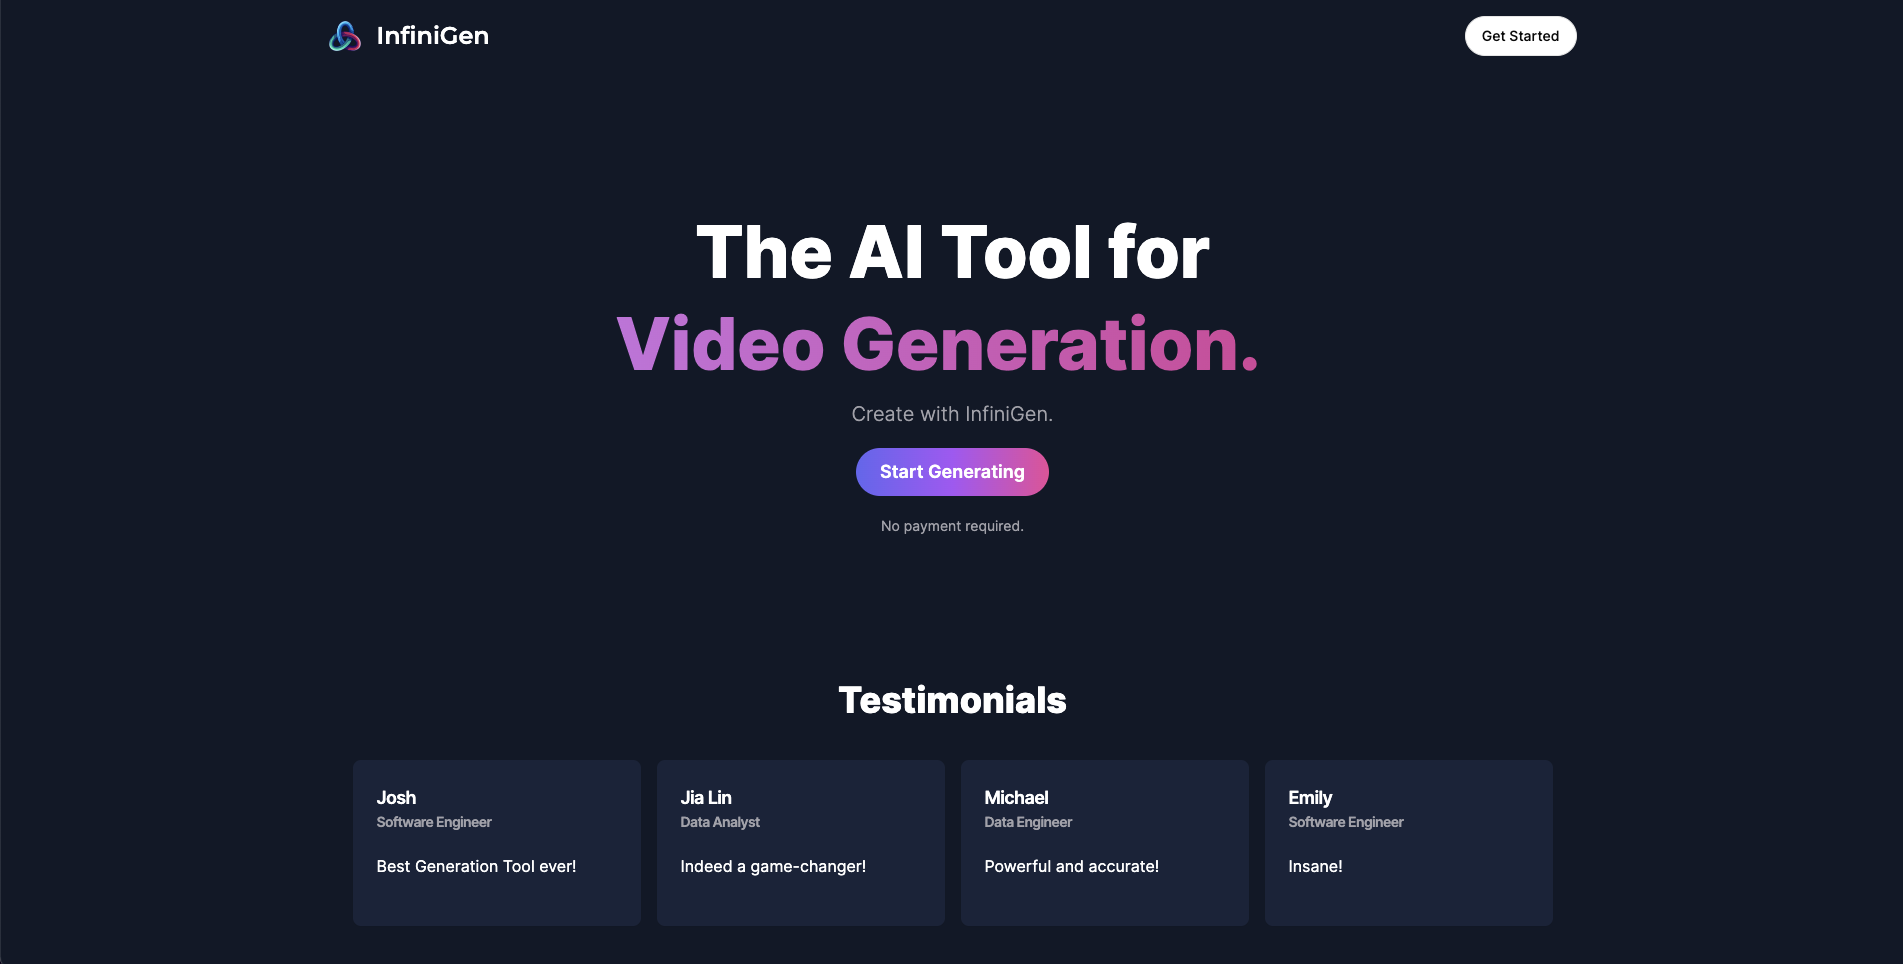 InfiniGen
Get Started
The AI Tool for
Video Generation.
Create with InfiniGen.
Start Generating
No payment required.
Testimonials
Josh
Software Engineer
Best Generation Tool ever!
Jia Lin
Data Analyst
Indeed a game-changer!
Michael
Data Engineer
Powerful and accurate!
Emily
Software Engineer
Insane!